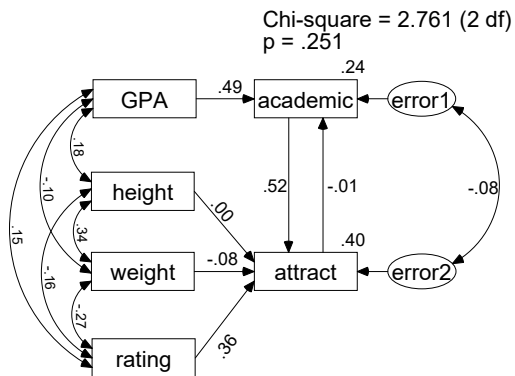 Chi-square = 2.761 (2 df)
p = .251
.24
GPA
.49
academic
error1
.18
-.10
.15
height
.00
.52
-.01
-.08
.34
-.16
.40
weight
-.08
attract
error2
-.27
.36
rating